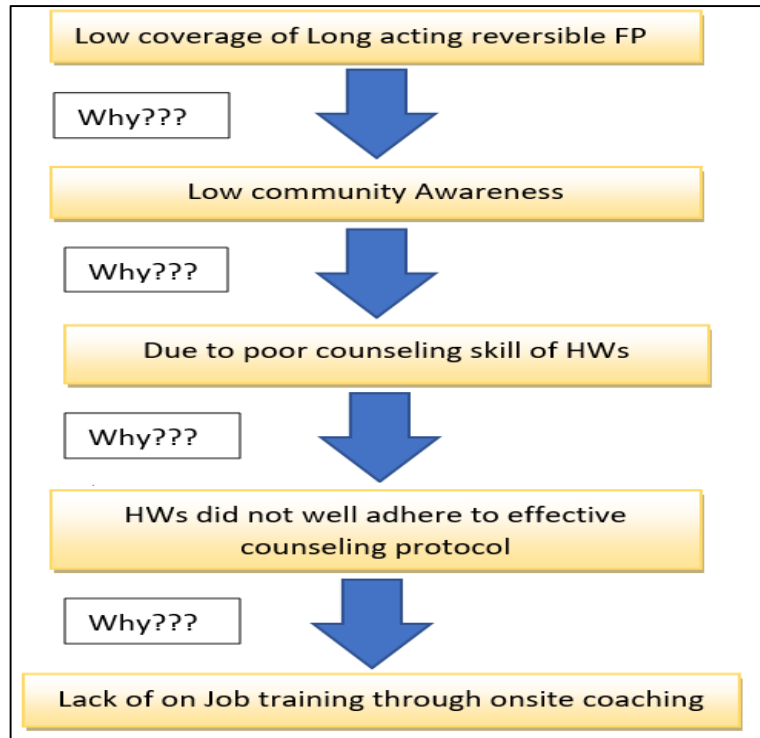 Low coverage of Long acting reversible FP
Why???
Low community Awareness
Why???
Due to poor counseling skill of HWs
Why???
HWs did not well adhere to effective
counseling protocol
Why???
Lack of on Job training through onsite coaching